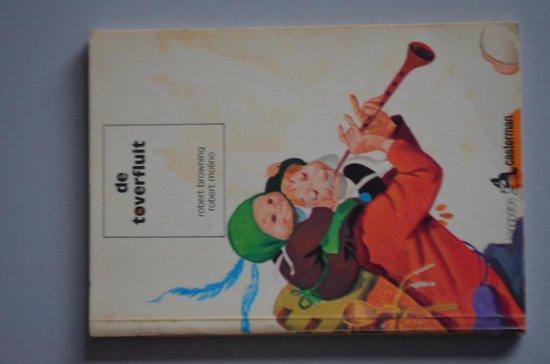 de
toverfluit
robert browning
robert molino
casterman